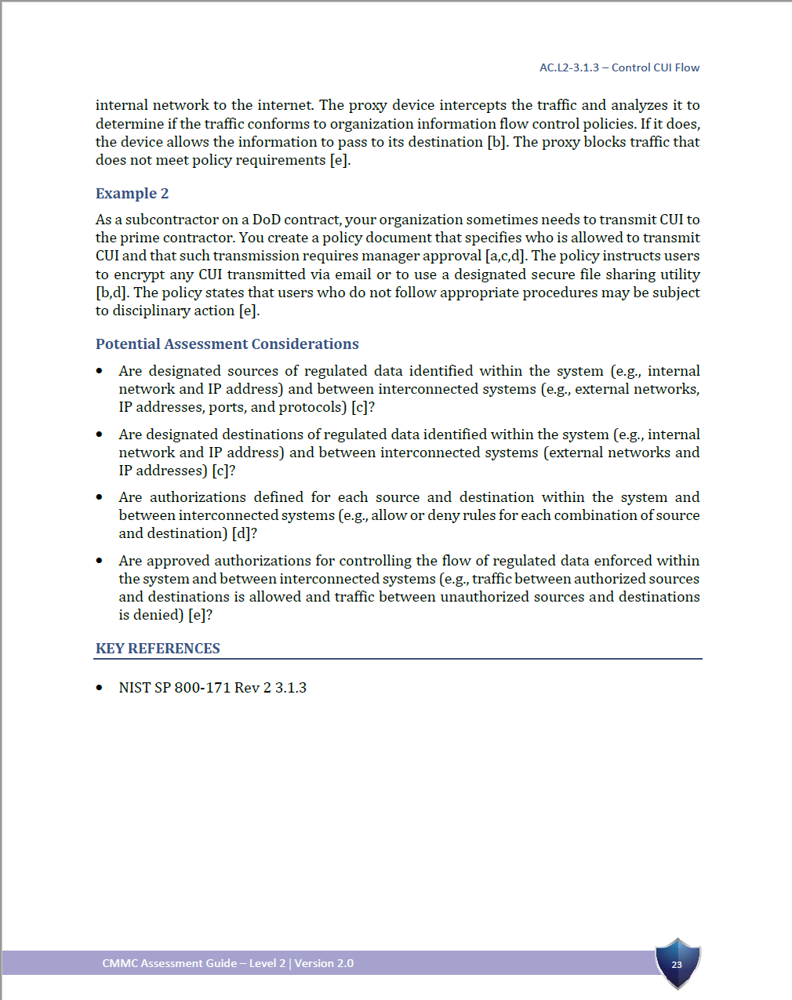 AC.L2-3.1.3 – Control CUI Flow
internal network to the internet. The proxy device intercepts the traffic and analyzes it to
determine if the traffic conforms to organization information flow control policies. If it does,
the device allows the information to pass to its destination [b]. The proxy blocks traffic that
does not meet policy requirements [e].
Example 2
As a subcontractor on a DoD contract, your organization sometimes needs to transmit CUI to
the prime contractor. You create a policy document that specifies who is allowed to transmit
CUI and that such transmission requires manager approval [a,c,d]. The policy instructs users
to encrypt any CUI transmitted via email or to use a designated secure file sharing utility
[b,d]. The policy states that users who do not follow appropriate procedures may be subject
to disciplinary action [e].
Potential Assessment Considerations
• Are designated sources of regulated data identified within the system (e.g., internal
network and IP address) and between interconnected systems (e.g., external networks,
IP addresses, ports, and protocols) [c]?
• Are designated destinations of regulated data identified within the system (e.g., internal
network and IP address) and between interconnected systems (external networks and
IP addresses) [c]?
• Are authorizations defined for each source and destination within the system and
between interconnected systems (e.g., allow or deny rules for each combination of source
and destination) [d]?
• Are approved authorizations for controlling the flow of regulated data enforced within
the system and between interconnected systems (e.g., traffic between authorized sources
and destinations is allowed and traffic between unauthorized sources and destinations
is denied) [e]?
KEY REFERENCES
• NIST SP 800-171 Rev 2 3.1.3
CMMC Assessment Guide – Level 2 | Version 2.0
23